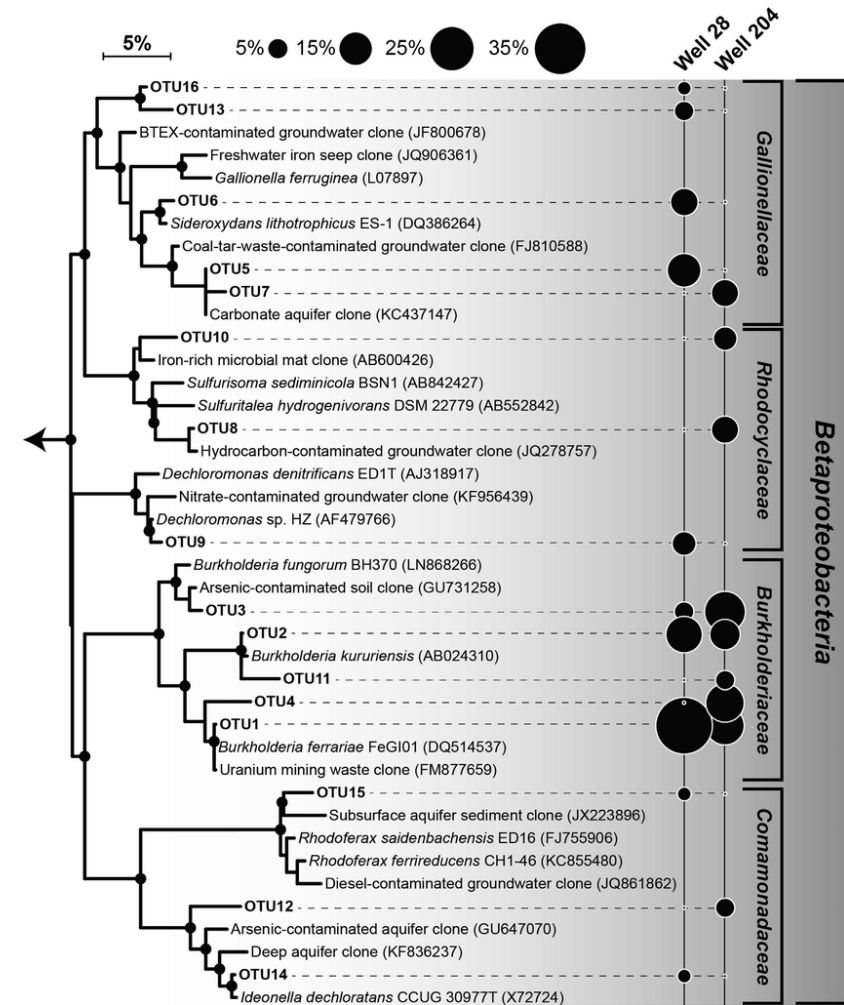 5%
5% 15% 25% 35%
Well 28
Well 204
OTU16
OTU13
BTEX-contaminated groundwater clone (JF800678)
Freshwater iron seep clone (JQ906361)
Gallionella ferruginea (L07897)
OTU6
Sideroxydans lithotrophicus ES-1 (DQ386264)
Coal-tar-waste-contaminated groundwater clone (FJ810588)
OTU5
OTU7
Carbonate aquifer clone (KC437147)
Gallionellaceae
OTU10
Iron-rich microbial mat clone (AB600426)
Sulfurisoma sediminicola BSN1 (AB842427)
Sulfuritalea hydrogenivorans DSM 22779 (AB552842)
OTU8
Hydrocarbon-contaminated groundwater clone (JQ278757)
Dechloromonas denitrificans ED1T (AJ318917)
Nitrate-contaminated groundwater clone (KF956439)
Dechloromonas sp. HZ (AF479766)
OTU9
Rhodocyclaceae
Burkholderia fungorum BH370 (LN868266)
Arsenic-contaminated soil clone (GU731258)
OTU3
OTU2
Burkholderia kururiensis (AB024310)
OTU11
OTU4
OTU1
Burkholderia ferrariae FeGI01 (DQ514537)
Uranium mining waste clone (FM877659)
Burkholderiaceae
OTU15
Subsurface aquifer sediment clone (JX223896)
Rhodoferax saidenbachensis ED16 (FJ755906)
Rhodoferax ferrireducens CH1-46 (KC855480)
Diesel-contaminated groundwater clone (JQ861862)
OTU12
Arsenic-contaminated aquifer clone (GU647070)
Deep aquifer clone (KF836237)
OTU14
Ideonella dechloratans CCUG 30977T (X72724)
Comamonadaceae
Betaproteobacteria